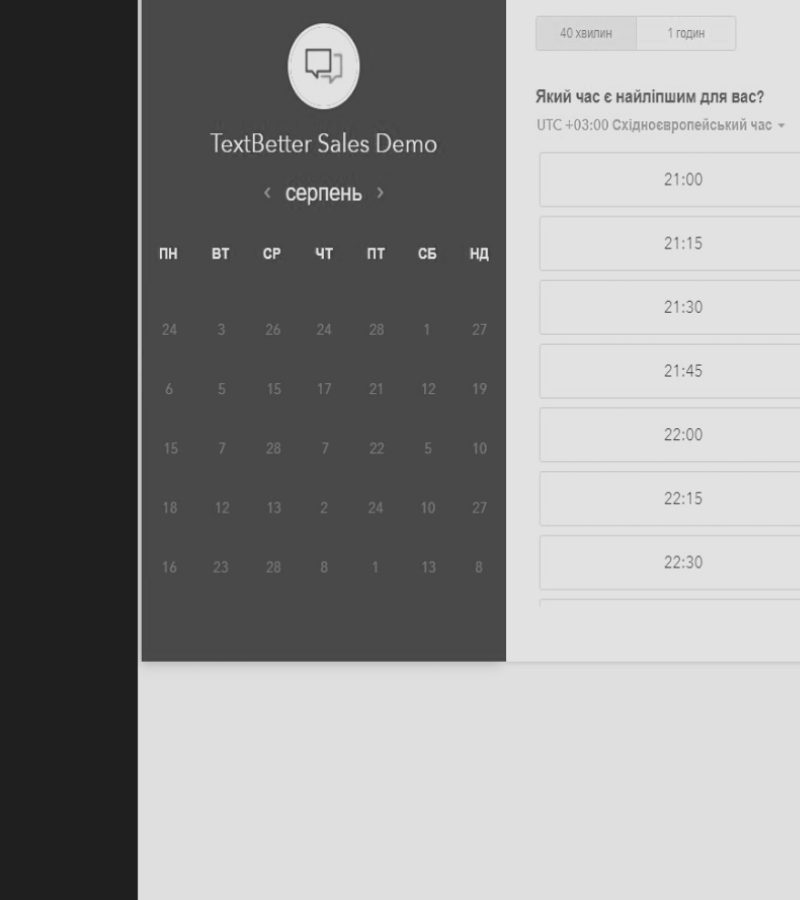 TextBetter Sales Demo
серпень
ПН ВТ СР ЧТ ПТ СБ НД
24 3 26 24 28 1 27
6 5 15 17 21 12 19
15 7 28 7 22 5 10
18 12 13 2 24 10 27
16 23 28 8 1 13 8
40 хвилин 1 годин
Який час є найліпшим для вас?
UTC +03:00 Східноєвропейський час
21:00
21:15
21:30
21:45
22:00
22:15
22:30